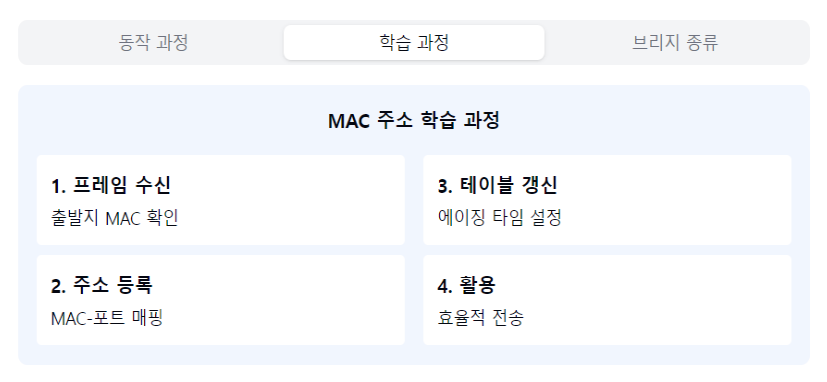 동작 과정
학습 과정
브리지 종류
MAC 주소 학습 과정
1. 프레임 수신
출발지 MAC 확인
2. 주소 등록
MAC-포트 매핑
3. 테이블 갱신
에이징 타임 설정
4. 활용
효율적 전송